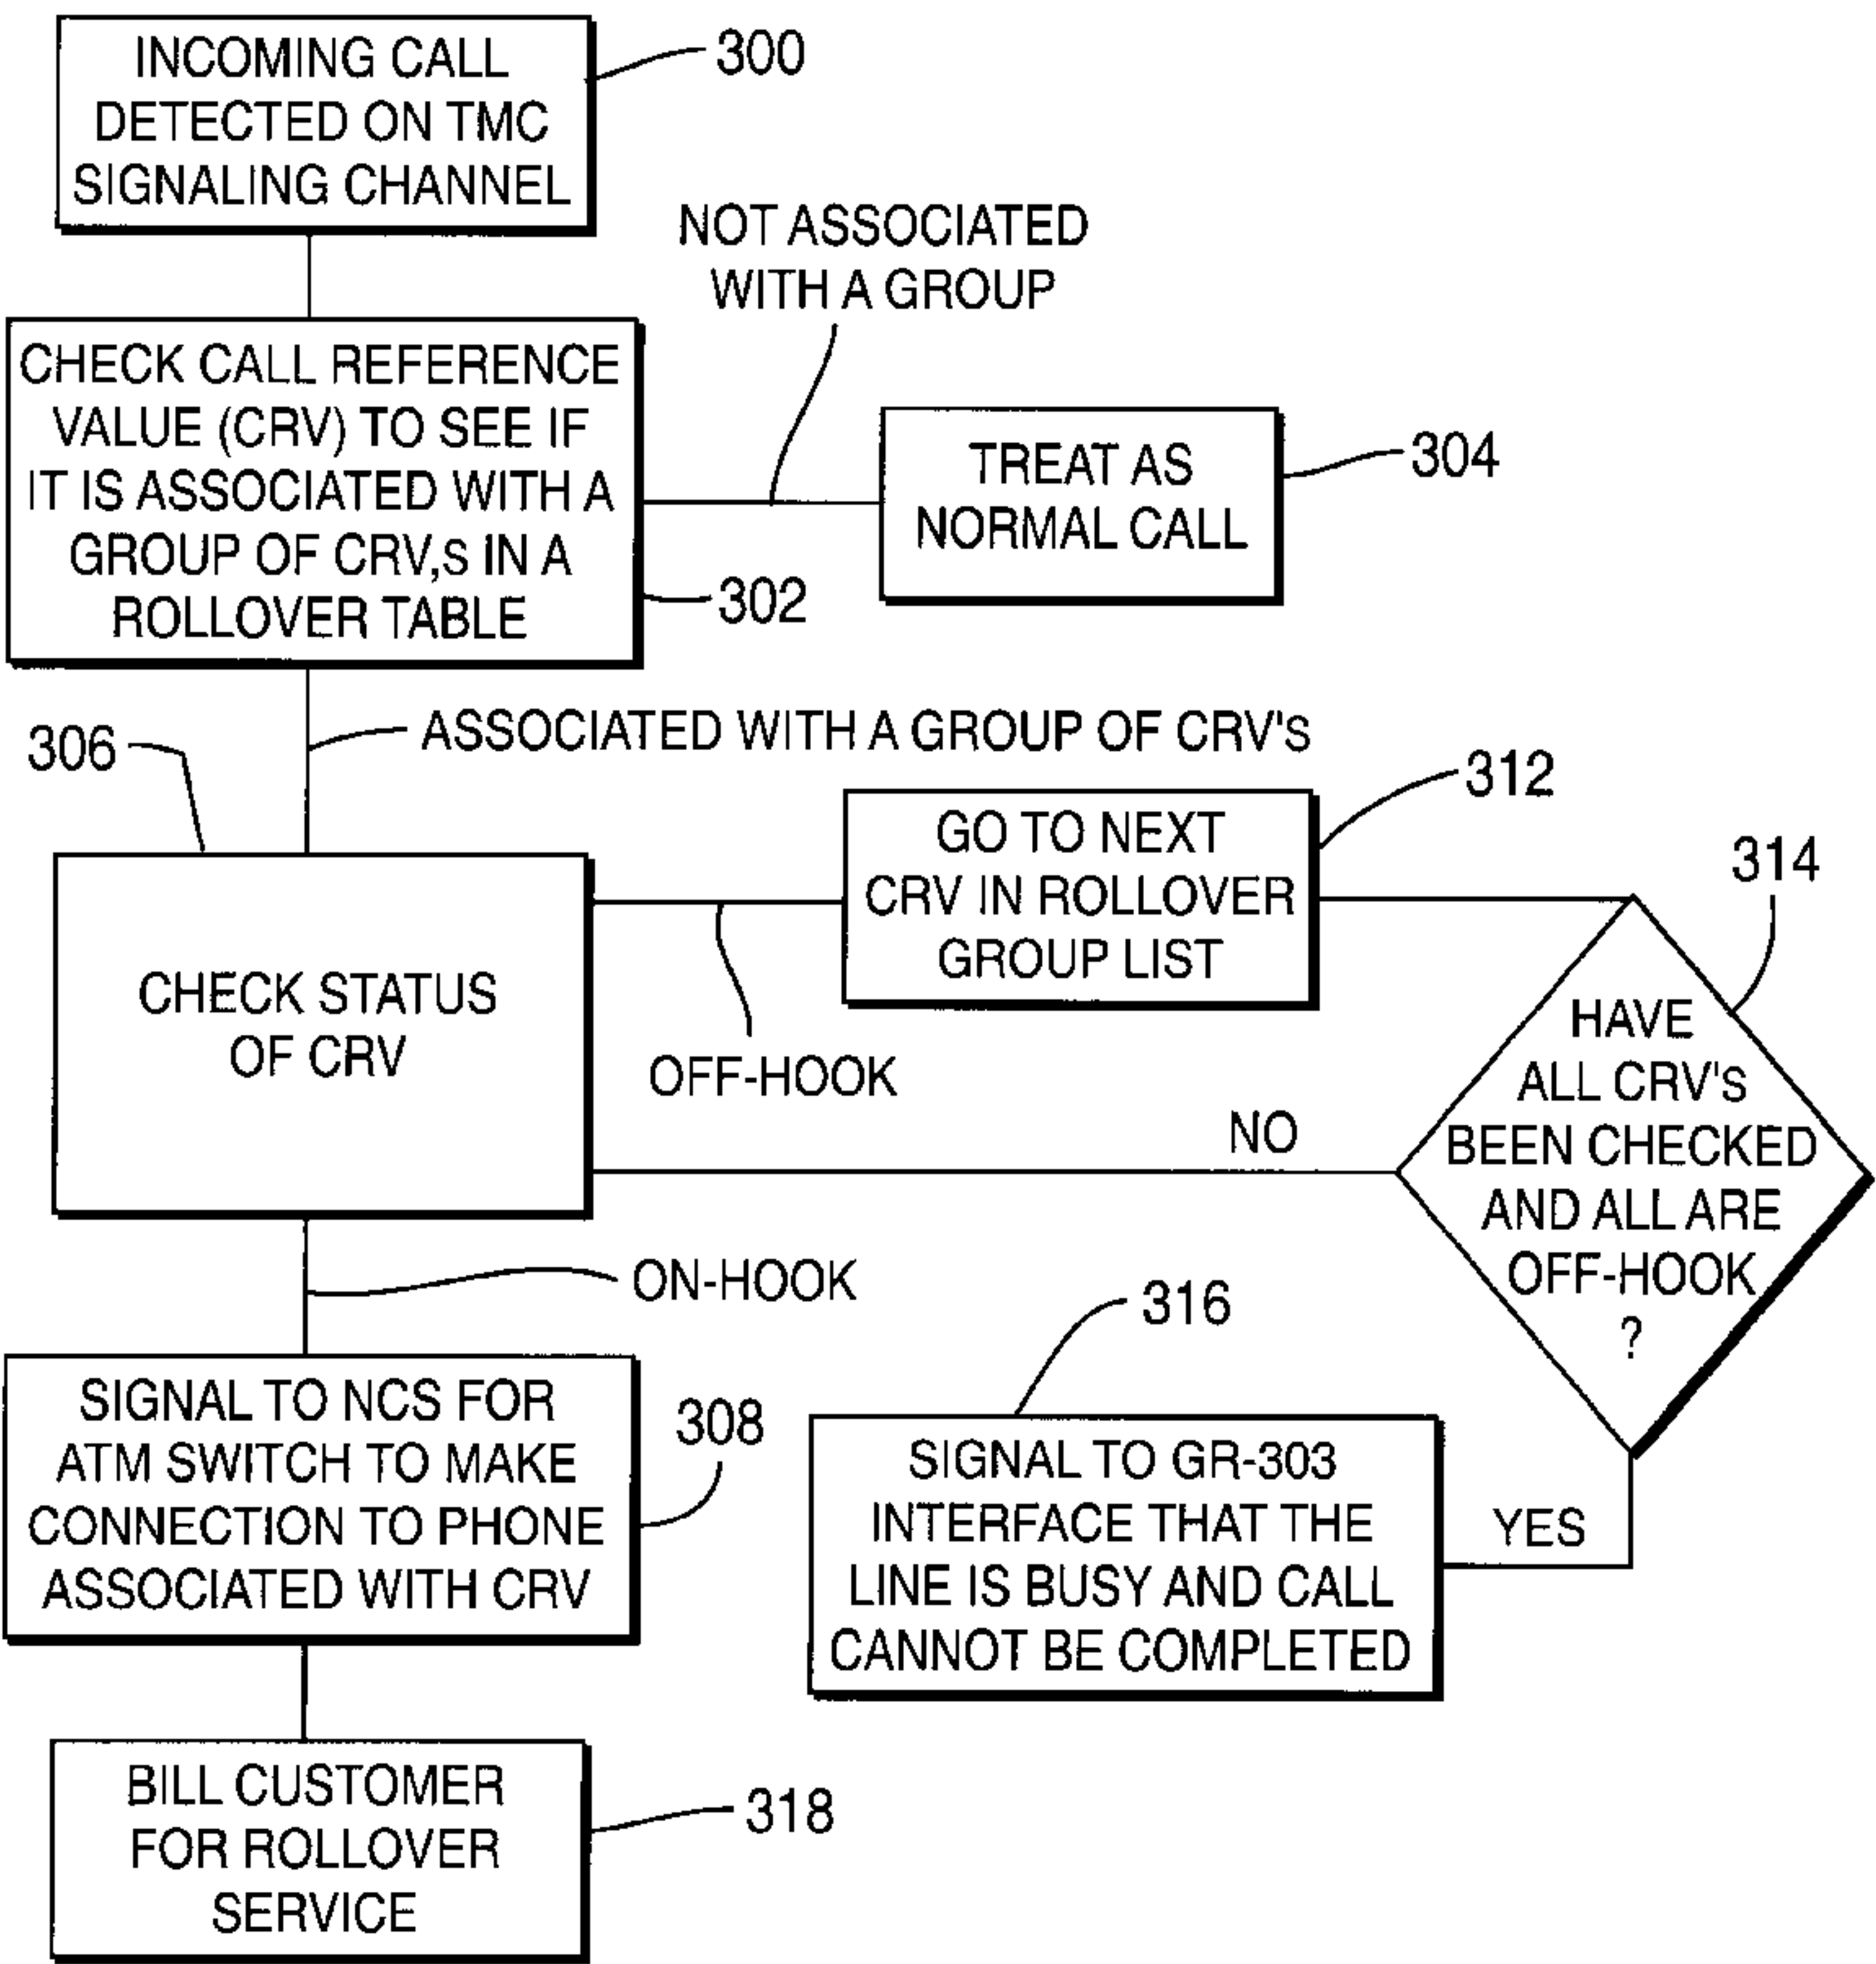 INCOMING CALL
DETECTED ON TMC
SIGNALING CHANNEL
300
NOT ASSOCIATED
WITH A GROUP
CHECK CALL REFERENCE
VALUE (CRV) TO SEE IF
IT IS ASSOCIATED WITH A
GROUP OF CRV,s IN A
ROLLOVER TABLE
302
TREAT AS
NORMAL CALL
304
306
ASSOCIATED WITH A GROUP OF CRV's
CHECK STATUS
OF CRV
OFF-HOOK
GO TO NEXT
CRV IN ROLLOVER
GROUP LIST
312
314
HAVE
ALL CRV's
BEEN CHECKED
AND ALL ARE
OFF-HOOK
?
NO
ON-HOOK
SIGNAL TO NCS FOR
ATM SWITCH TO MAKE
CONNECTION TO PHONE
ASSOCIATED WITH CRV
308
316
SIGNAL TO GR-303
INTERFACE THAT THE
LINE IS BUSY AND CALL
CANNOT BE COMPLETED
YES
BILL CUSTOMER
FOR ROLLOVER
SERVICE
318